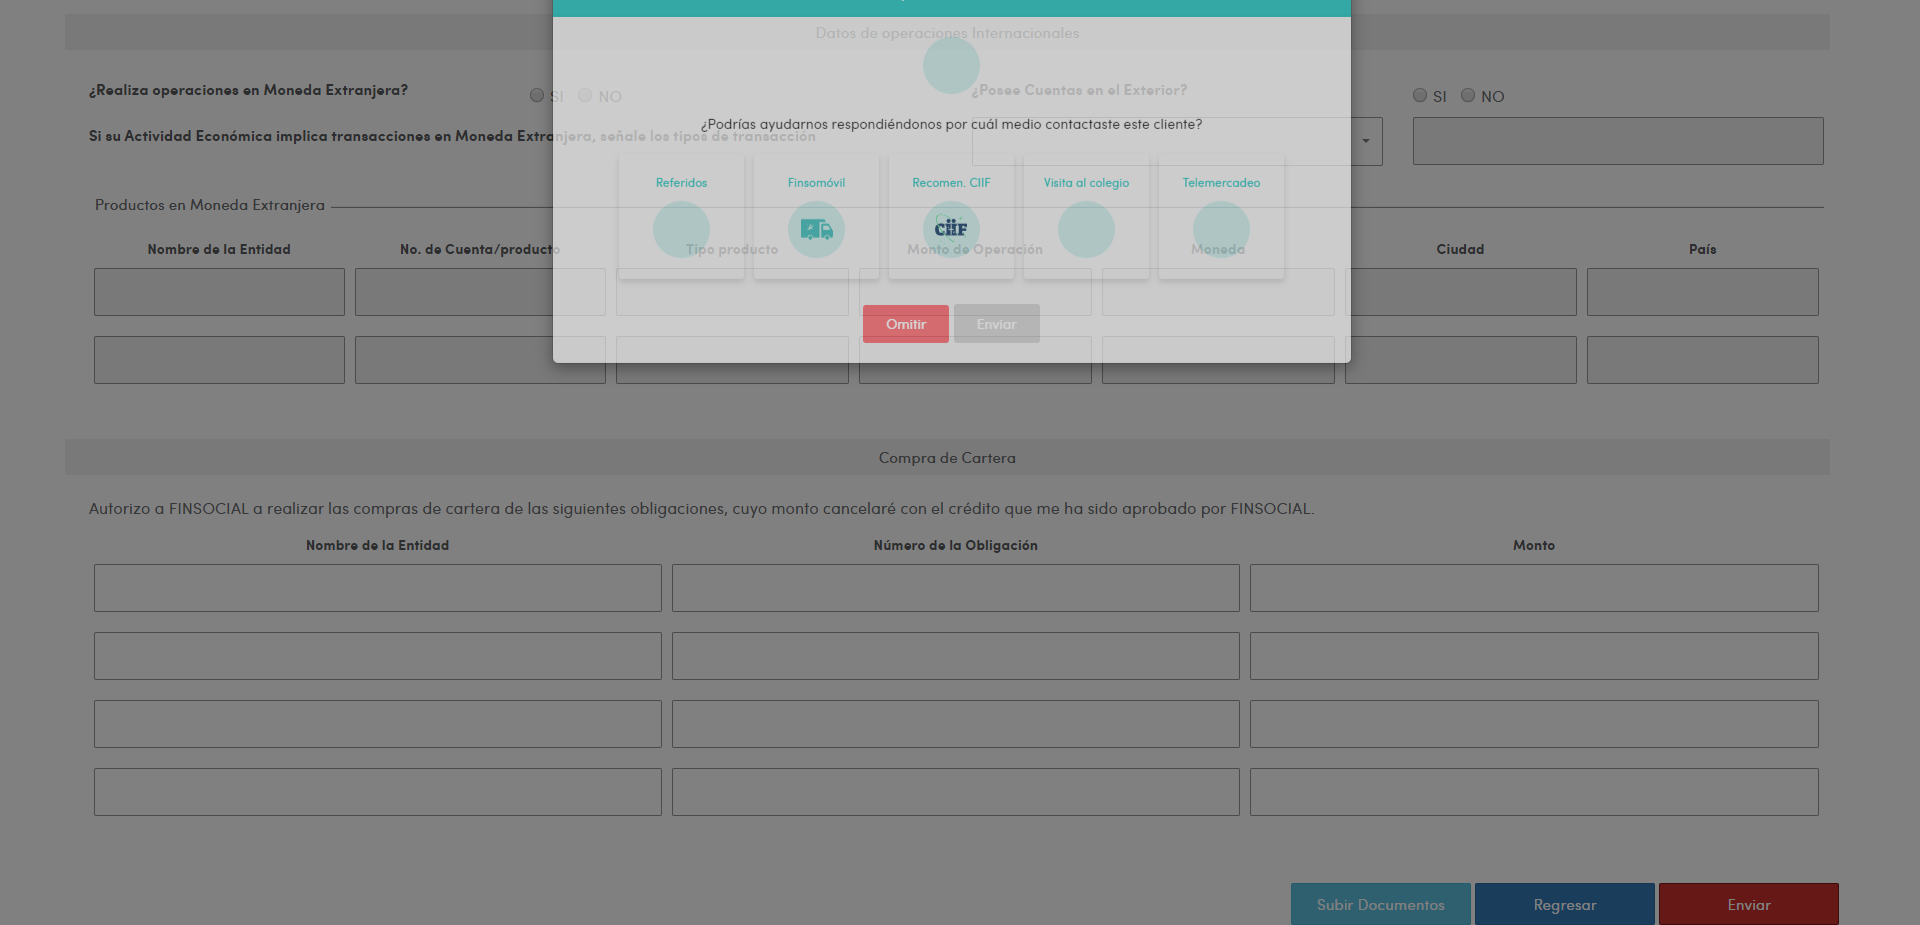 Datos de operaciones Internacionales
¿Realiza operaciones en Moneda Extranjera?
SI
NO
¿Posee Cuentas en el Exterior?
SI
NO
¿Podrías ayudarnos respondiéndonos por cuál medio contactaste este cliente?
Si su Actividad Económica implica transacciones en Moneda Extranjera, señale los tipos de transacción
Referidos
Finsomóvil
Recomen. CIIF
Visita al colegio
Telemercadeo
CIIF
Productos en Moneda Extranjera
Nombre de la Entidad
No. de Cuenta/producto
Tipo producto
Monto de Operación
Moneda
Ciudad
País
Omitir
Enviar
Compra de Cartera
Autorizo a FINSOCIAL a realizar las compras de cartera de las siguientes obligaciones, cuyo monto cancelaré con el crédito que me ha sido aprobado por FINSOCIAL.
Nombre de la Entidad
Número de la Obligación
Monto
Subir Documentos
Regresar
Enviar